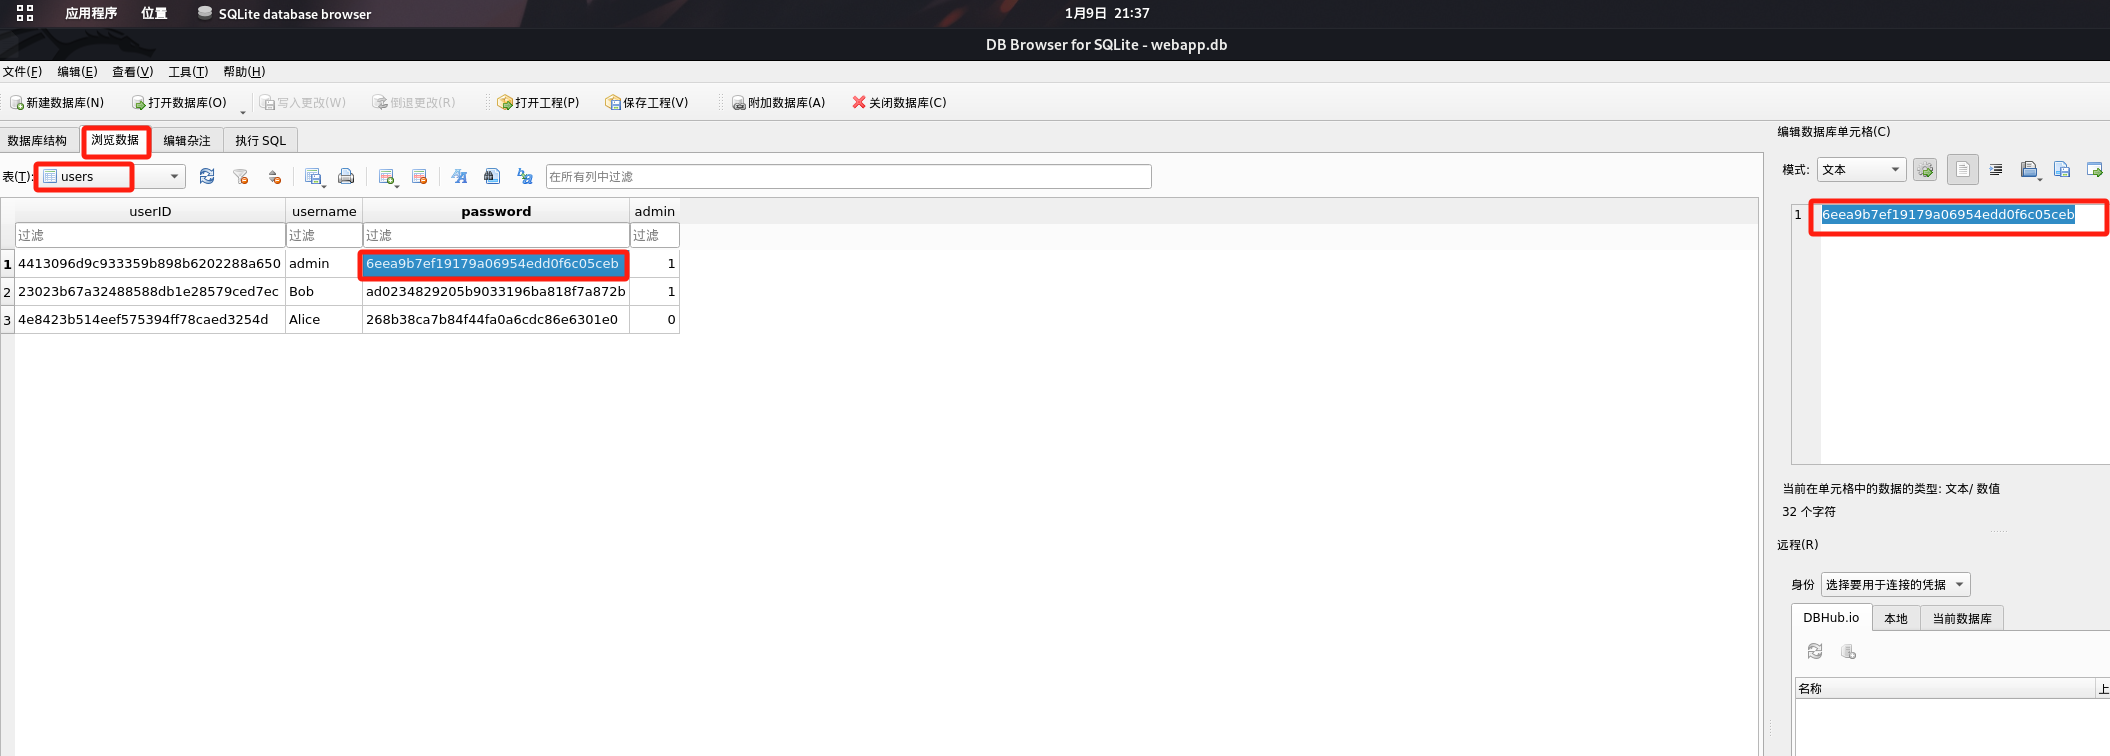 应用程序 位置 SQLite database browser 1月9日 21:37
DB Browser for SQLite - webapp.db
文件(F) 编辑(E) 查看(V) 工具(T) 帮助(H)
新建数据库(N) 打开数据库(O) 写入更改(W) 倒退更改(R) 打开工程(P) 保存工程(V) 附加数据库(A) 关闭数据库(C)
数据库结构 浏览数据 编辑杂注 执行 SQL
表(T): users 在所有列中过滤
userID username password admin
过滤 过滤 过滤 过滤
1 4413096d9c933359b898b6202288a650 admin 6eea9b7ef19179a06954edd0f6c05ceb 1
2 23023b67a32488588db1e28579ced7ec Bob ad0234829205b9033196ba818f7a872b 1
3 4e8423b514eef575394ff78caed3254d Alice 268b38ca7b84f44fa0a6cdc86e6301e0 0
编辑数据库单元格(C)
模式: 文本
1 6eea9b7ef19179a06954edd0f6c05ceb
当前在单元格中的数据的类型: 文本/ 数值
32 个字符
远程(R)
身份 选择要用于连接的凭据
DBHub.io 本地 当前数据库
名称 上